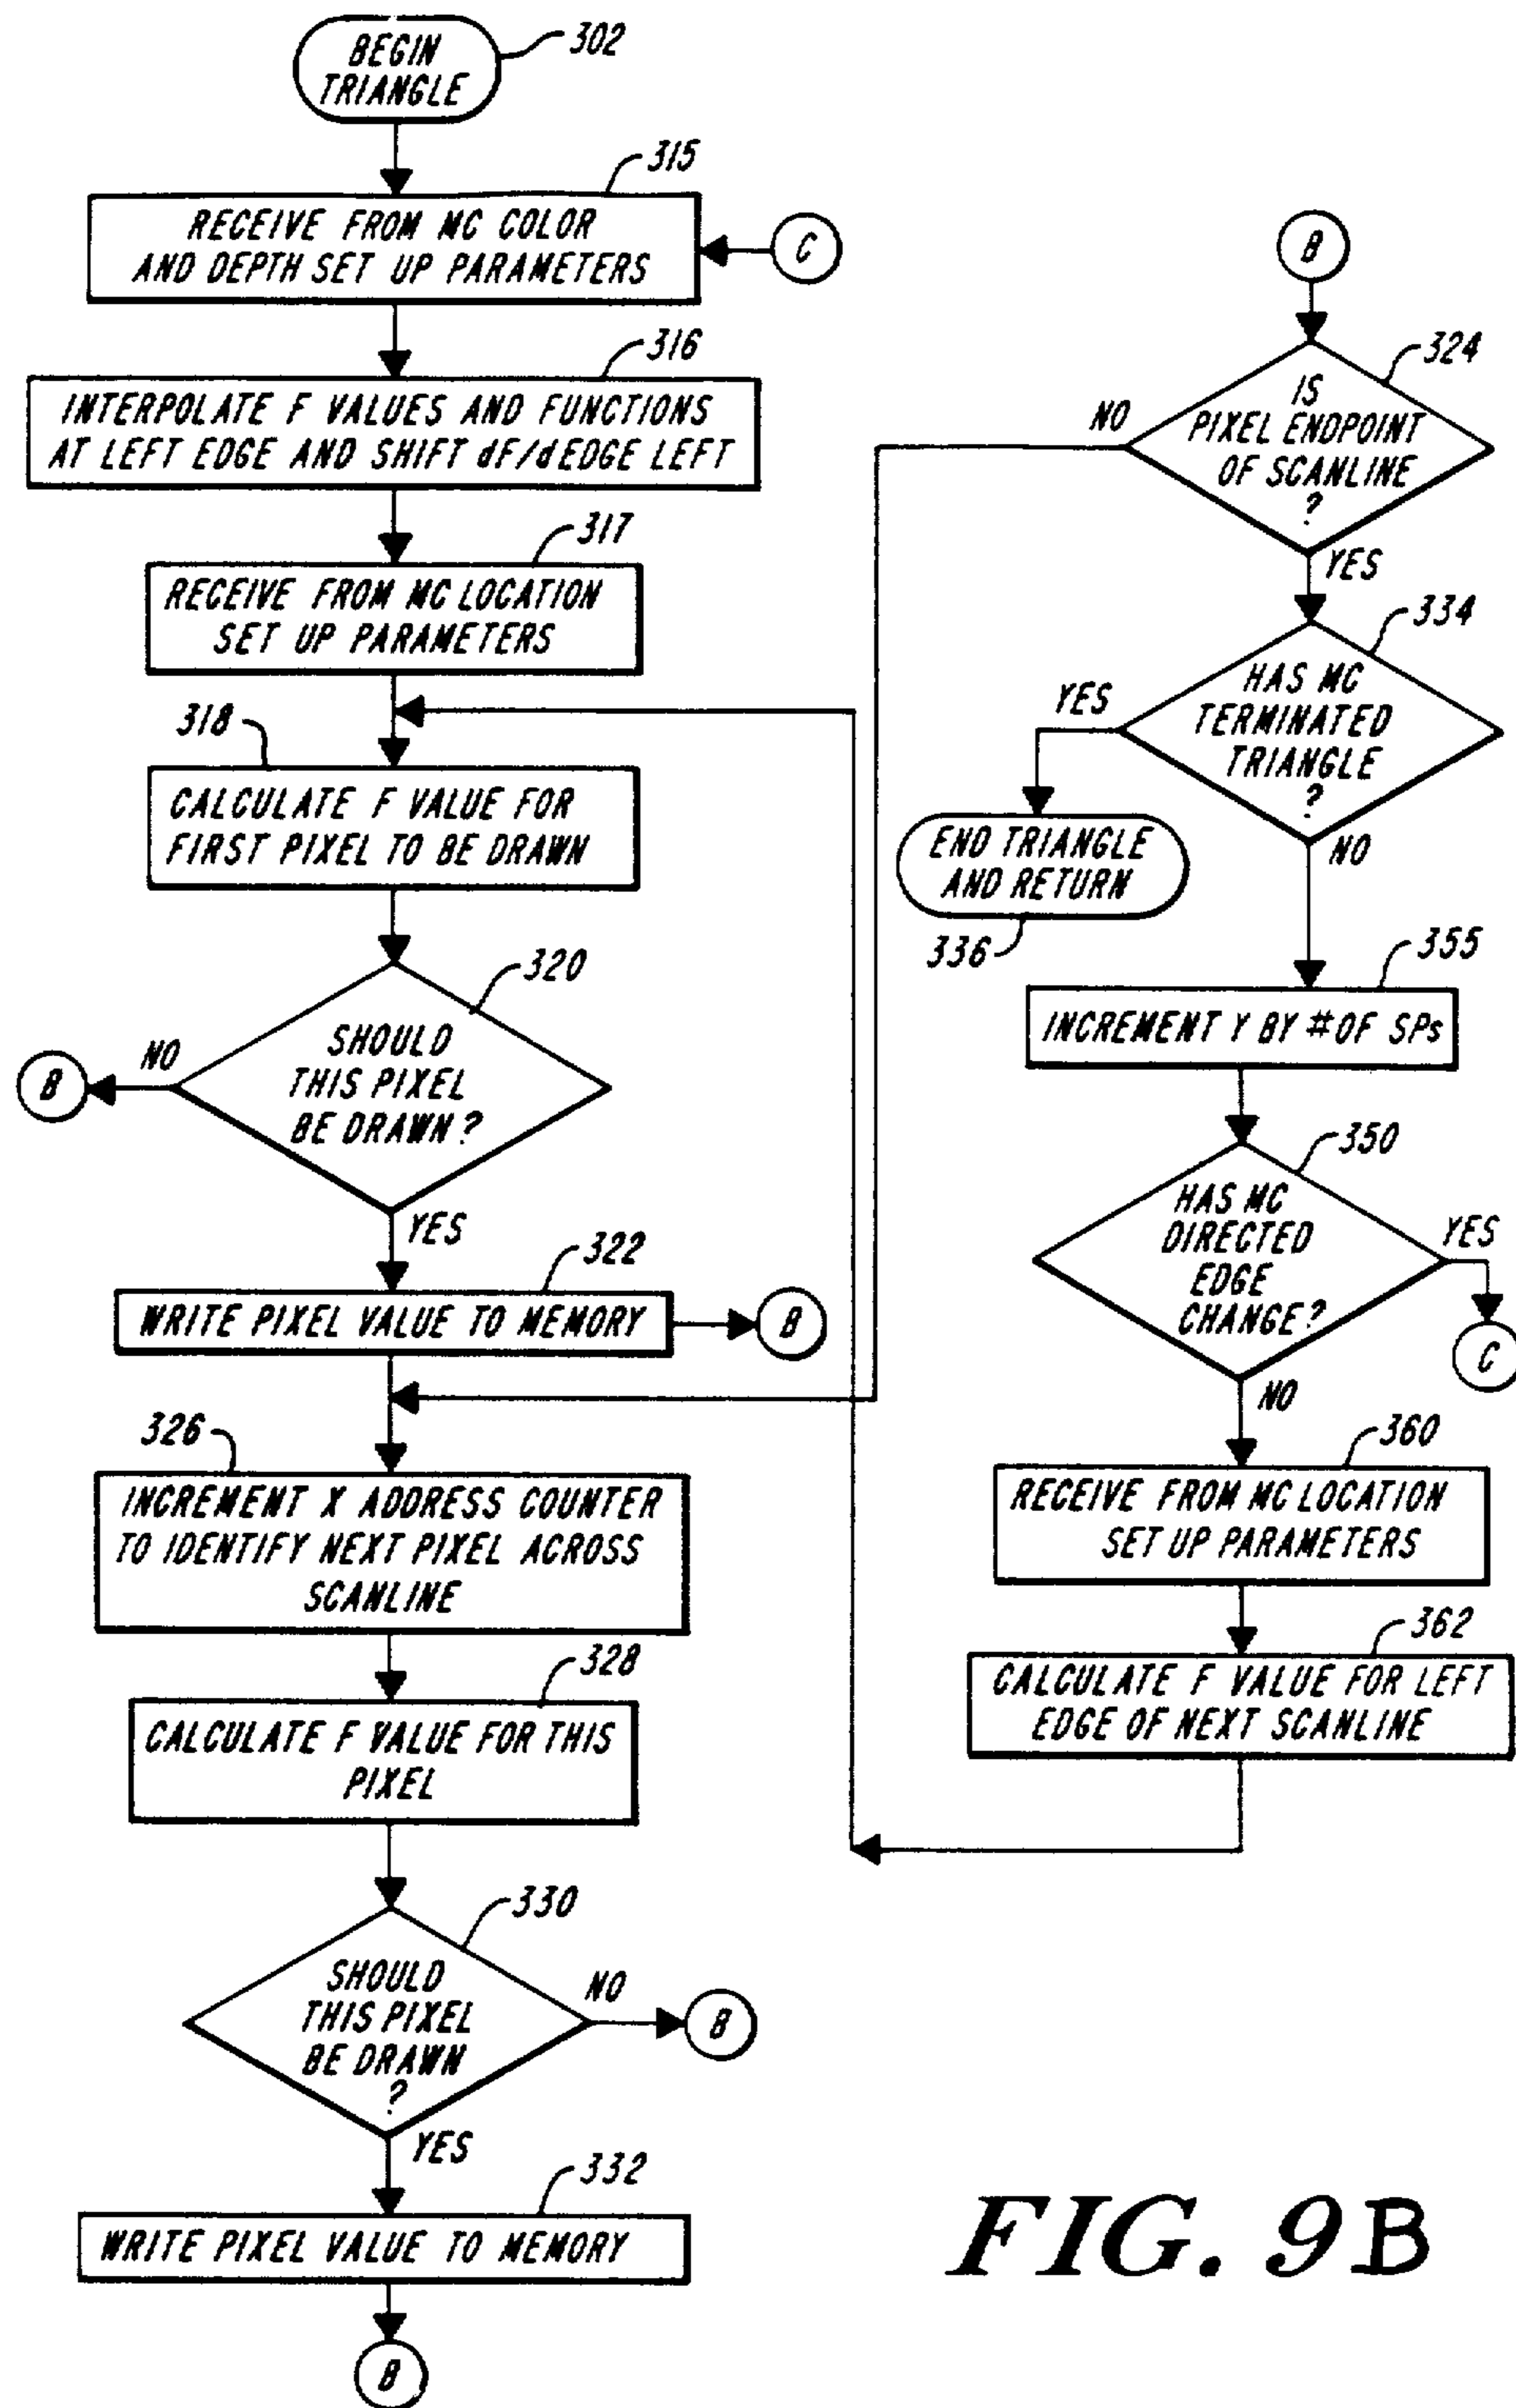 BEGIN
TRIANGLE
302
315
RECEIVE FROM MC COLOR
AND DEPTH SET UP PARAMETERS
C
316
INTERPOLATE F VALUES AND FUNCTIONS
AT LEFT EDGE AND SHIFT dF/dEDGE LEFT
317
RECEIVE FROM MC LOCATION
SET UP PARAMETERS
318
CALCULATE F VALUE FOR
FIRST PIXEL TO BE DRAWN
320
SHOULD
THIS PIXEL
BE DRAWN?
NO
B
YES
322
WRITE PIXEL VALUE TO MEMORY
B
326
INCREMENT X ADDRESS COUNTER
TO IDENTIFY NEXT PIXEL ACROSS
SCANLINE
328
CALCULATE F VALUE FOR THIS
PIXEL
330
SHOULD
THIS PIXEL
BE DRAWN
?
NO
B
YES
332
WRITE PIXEL VALUE TO MEMORY
B
B
324
IS
PIXEL ENDPOINT
OF SCANLINE
?
NO
YES
334
HAS MC
TERMINATED
TRIANGLE
?
YES
END TRIANGLE
AND RETURN
336
NO
355
INCREMENT Y BY # OF SPs
350
HAS MC
DIRECTED
EDGE
CHANGE?
YES
C
NO
360
RECEIVE FROM MC LOCATION
SET UP PARAMETERS
362
CALCULATE F VALUE FOR LEFT
EDGE OF NEXT SCANLINE
FIG. 9B